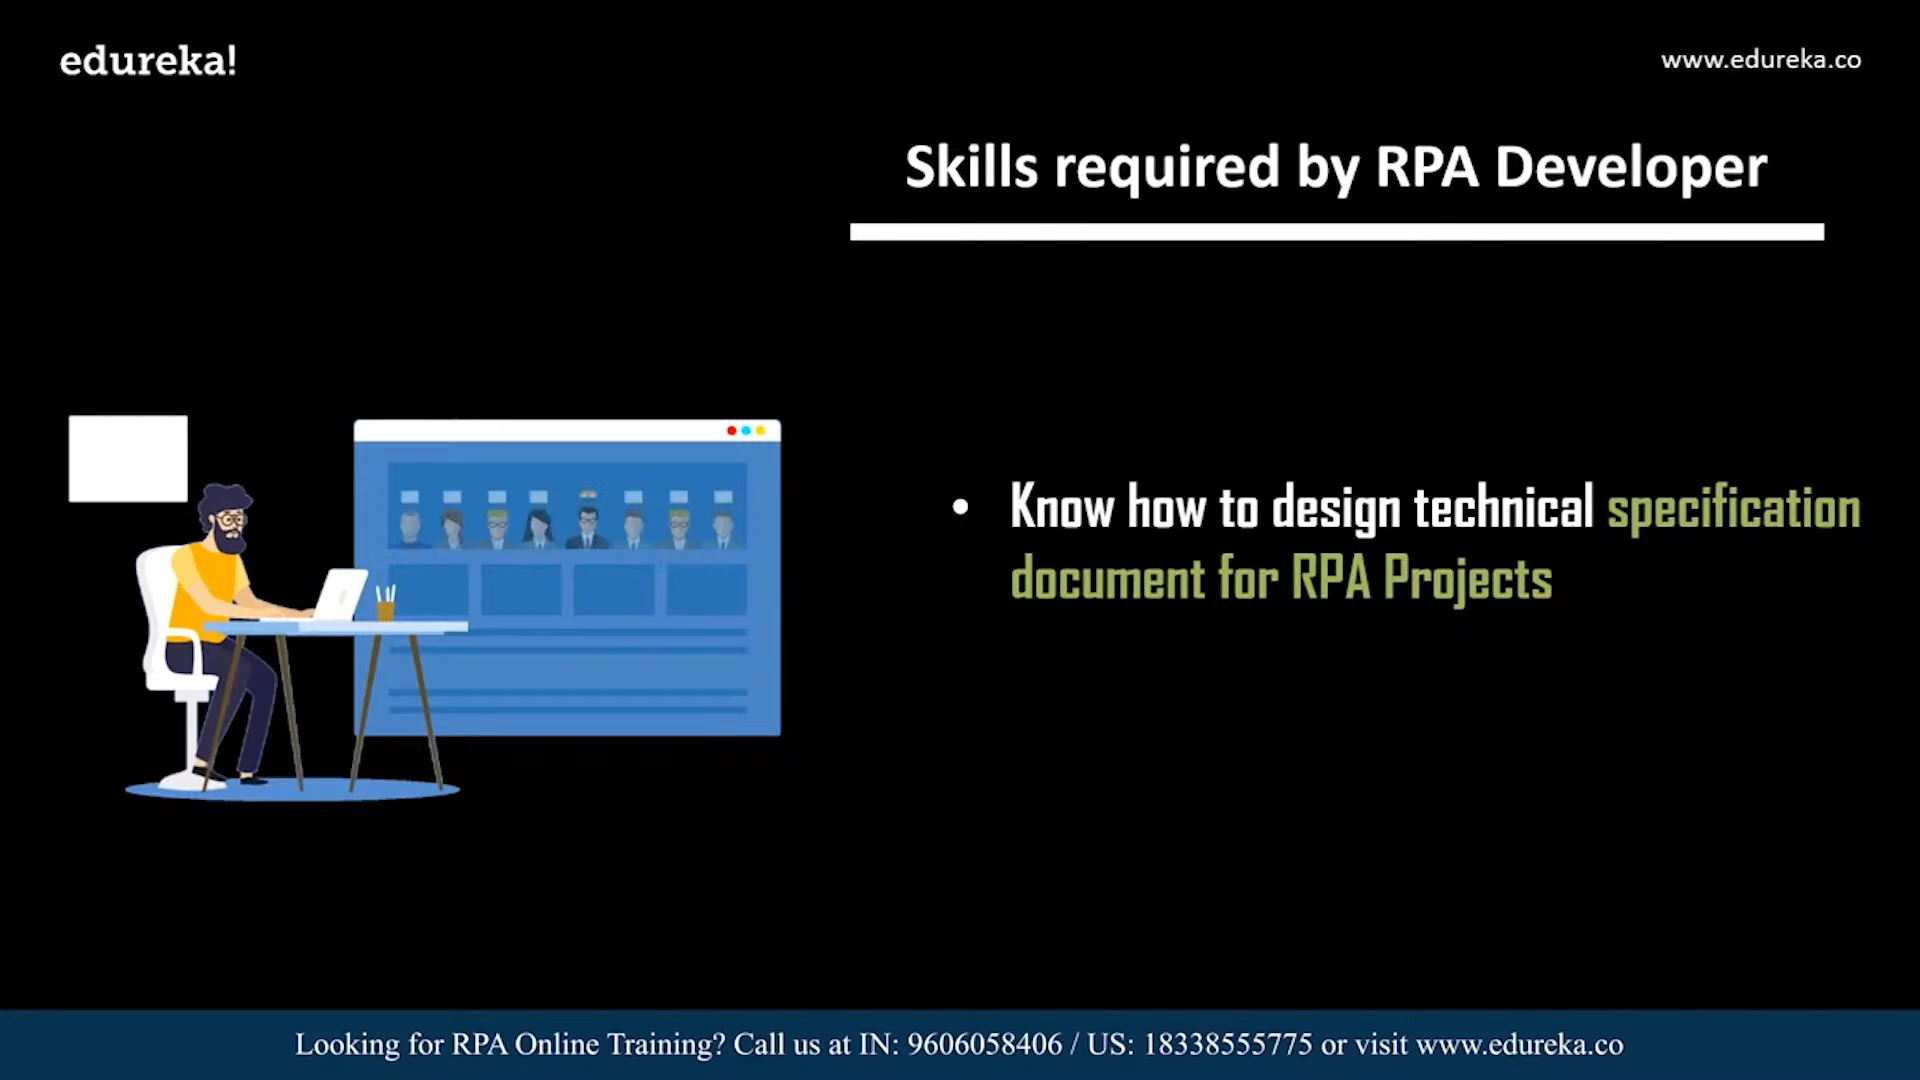 edureka!
www.edureka.co
Skills required by RPA Developer
• Know how to design technical specification
document for RPA Projects
Looking for RPA Online Training? Call us at IN: 9606058406 / US: 18338555775 or visit www.edureka.co